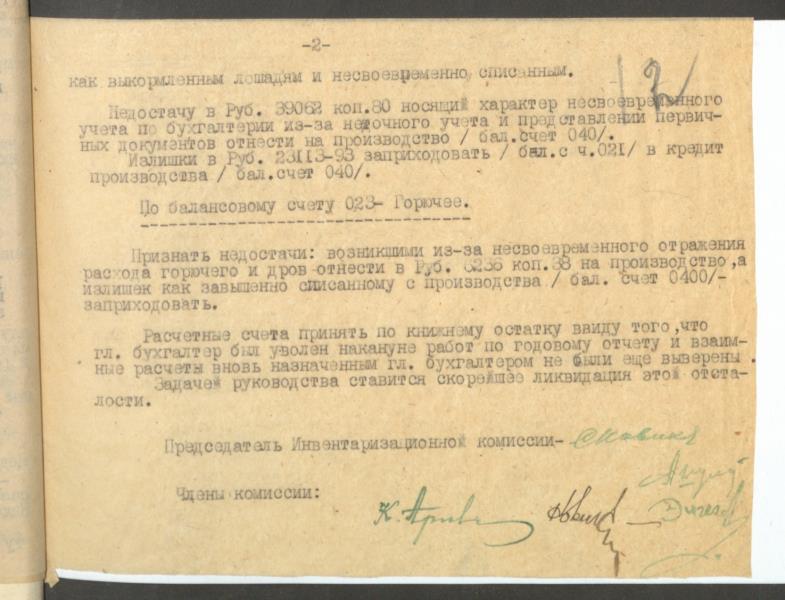 -2-
12
как выкормленным лошадям и несвоевременно списанным.
Недостачу в Руб. 39062 коп.80 носящий характер несвоевременного
учета по бухгалтерии из-за неточного учета и представлении первич-
ных документов отнести на производство / бал.счет 040/.
Излишки в Руб. 23113-93 заприходовать / бал.с ч.021/ в кредит
производства / бал.счет 040/.
По балансовому счету 023- Горючее.
Признать недостачи: возникшими из-за несвоевременного отражения
расхода горючего и дров отнести в Руб. коп.38 на производство,а
излишек как завышенно списанному с производства / бал. счет 0400/-
заприходовать.
Расчетные счета принять по книжному остатку ввиду того,что
гл. бухгалтер был уволен накануне работ по годовому отчету и взаим-
ные расчеты вновь назначенным гл. бухгалтером не были еще выверены .
Задачей руководства ставится скорейшее ликвидация этой отста-
лости.
Председатель Инвентаризационной комиссии-
Члены комиссии:
К.